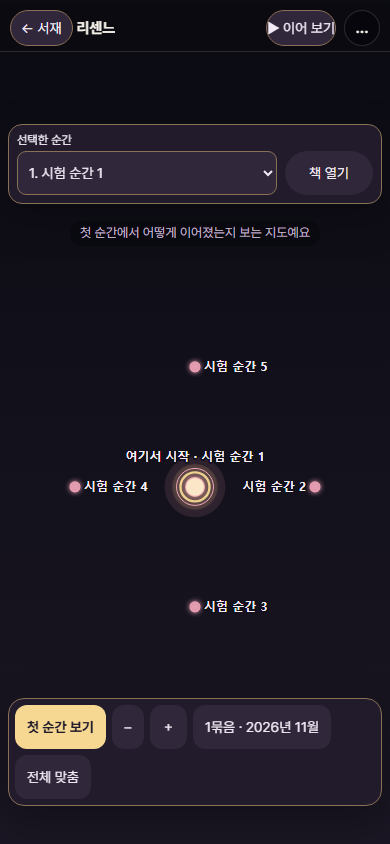 ← 서재 리센느 ▶ 이어 보기 …
선택한 순간
1. 시험 순간 1 책 열기
첫 순간에서 어떻게 이어졌는지 보는 지도예요
시험 순간 5
여기서 시작 · 시험 순간 1
시험 순간 4 시험 순간 2
시험 순간 3
첫 순간 보기 − + 1묶음 · 2026년 11월
전체 맞춤